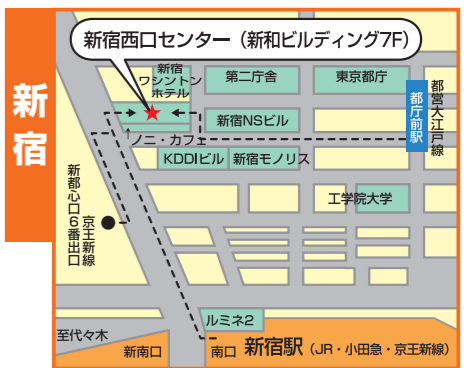 新宿
新宿西口センター（新和ビルディング7F）
新宿
ワシントン
ホテル
第二庁舎
東京都庁
都庁前駅
都営大江戸線
新宿NSビル
ノニ・カフェ
KDDIビル
新宿モノリス
工学院大学
新都心口6番出口
京王新線
ルミネ2
至代々木
新南口
南口
新宿駅（JR・小田急・京王新線）